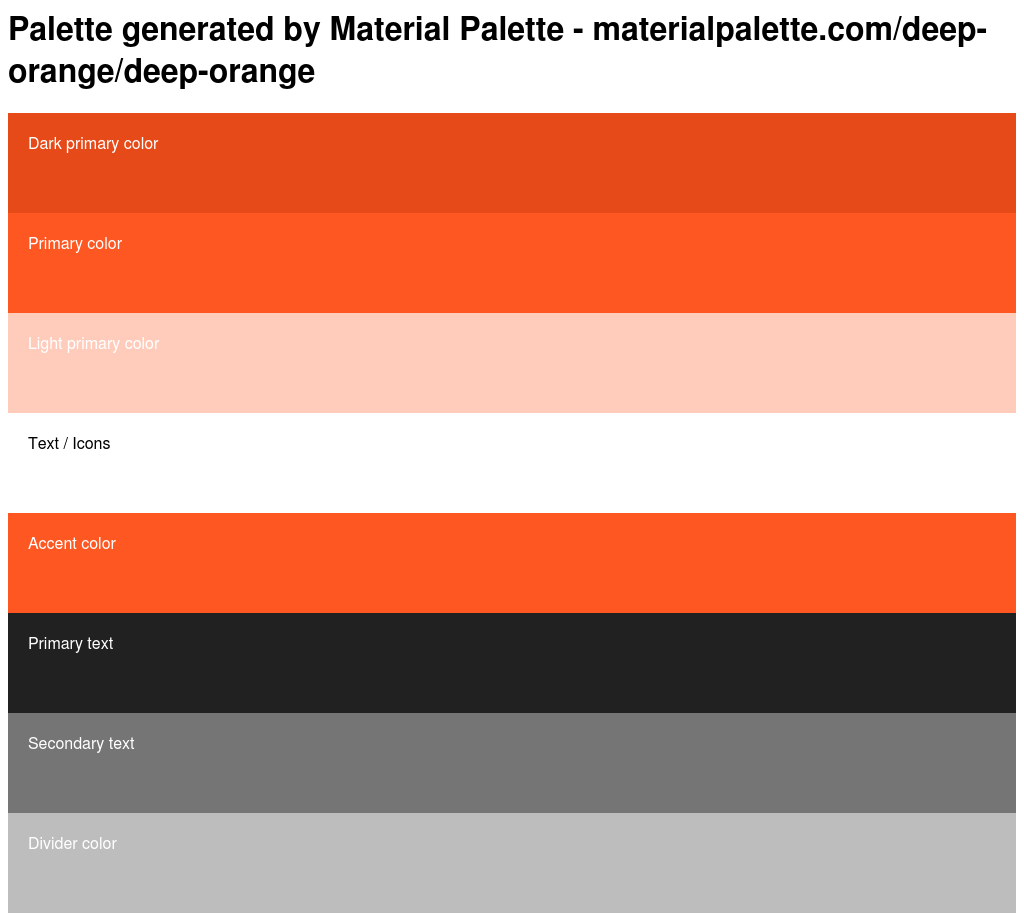 Palette generated by Material Palette - materialpalette.com/deep-
orange/deep-orange
Dark primary color
Primary color
Light primary color
Text / Icons
Accent color
Primary text
Secondary text
Divider color